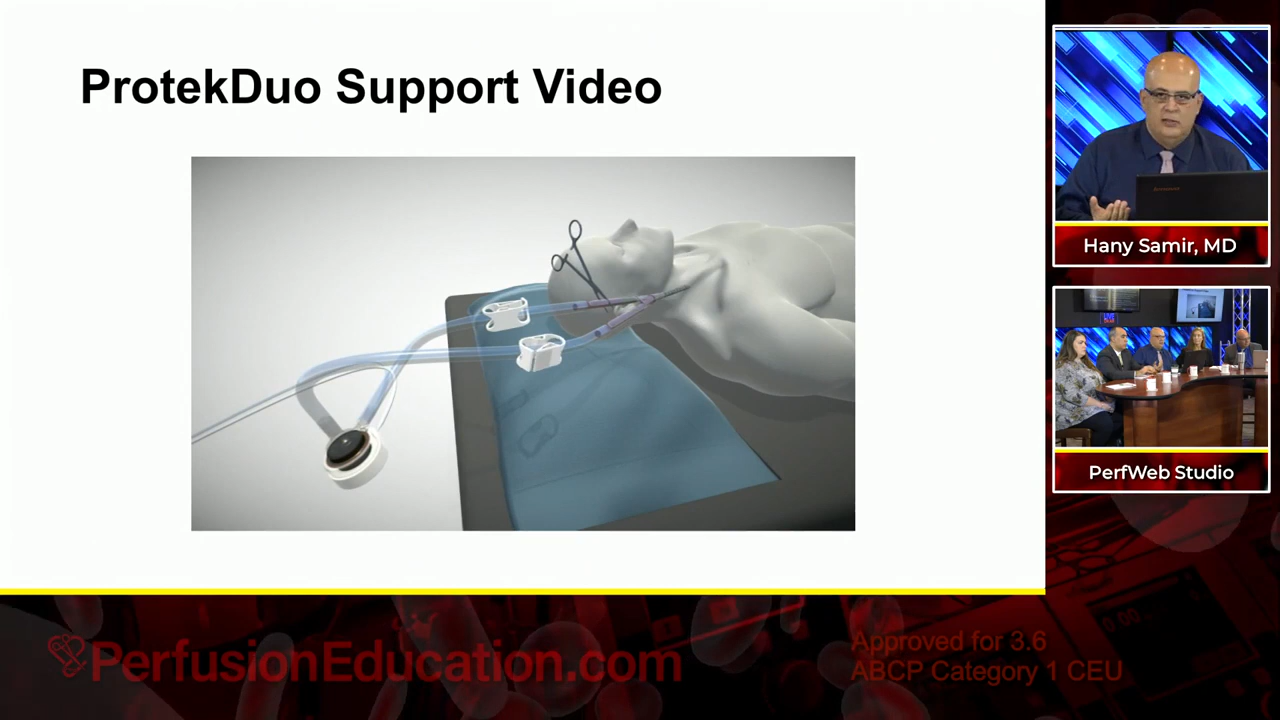 ProtekDuo Support Video
Hany Samir, MD
PerfWeb Studio
PerfusionEducation.com
Approved for 3.6
ABCP Category 1 CEU